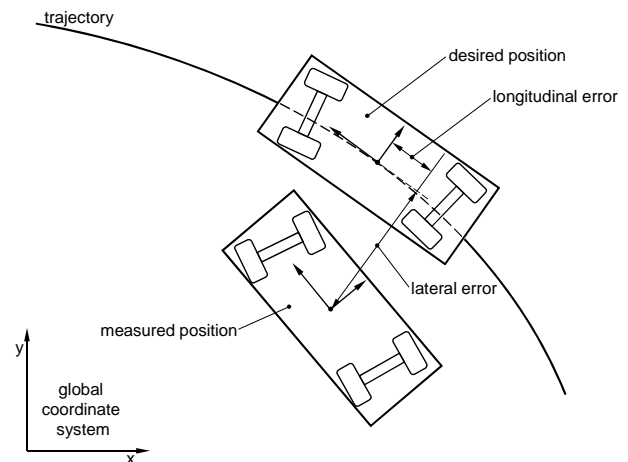 trajectory
desired position
longitudinal error
lateral error
measured position
y
global
coordinate
system
x